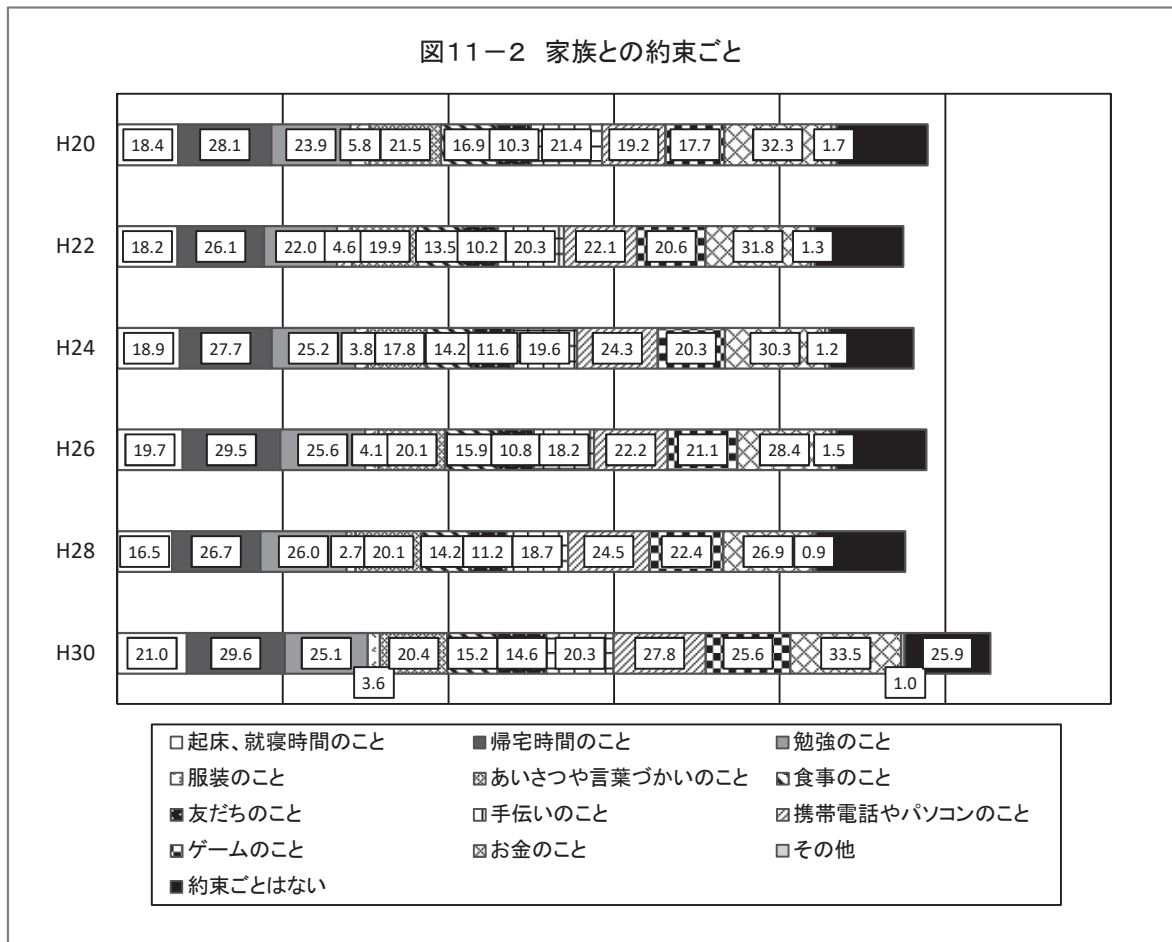 図11－2 家族との約束ごと
H20 18.4 28.1 23.9 5.8 21.5 16.9 10.3 21.4 19.2 17.7 32.3 1.7
H22 18.2 26.1 22.0 4.6 19.9 13.5 10.2 20.3 22.1 20.6 31.8 1.3
H24 18.9 27.7 25.2 3.8 17.8 14.2 11.6 19.6 24.3 20.3 30.3 1.2
H26 19.7 29.5 25.6 4.1 20.1 15.9 10.8 18.2 22.2 21.1 28.4 1.5
H28 16.5 26.7 26.0 2.7 20.1 14.2 11.2 18.7 24.5 22.4 26.9 0.9
H30 21.0 29.6 25.1 20.4 15.2 14.6 20.3 27.8 25.6 33.5 25.9
3.6 1.0
起床、就寝時間のこと 帰宅時間のこと 勉強のこと
服装のこと あいさつや言葉づかいのこと 食事のこと
友だちのこと 手伝いのこと 携帯電話やパソコンのこと
ゲームのこと お金のこと その他
約束ごとはない